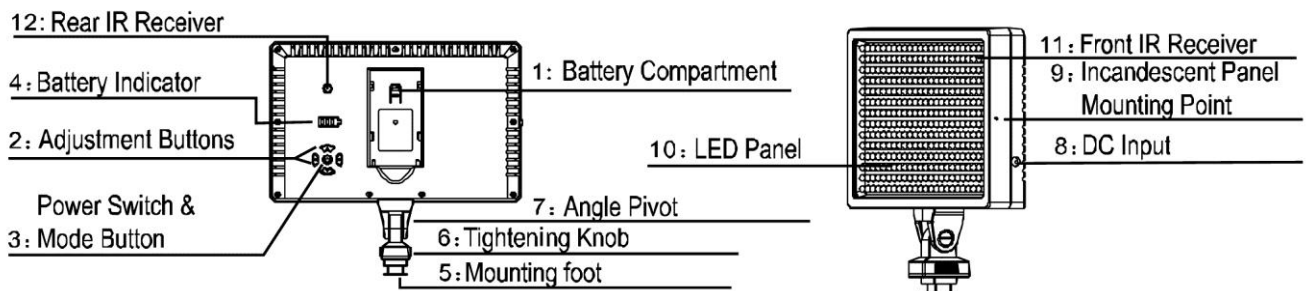 12: Rear IR Receiver
4: Battery Indicator
2: Adjustment Buttons
Power Switch &
3: Mode Button
1: Battery Compartment
7: Angle Pivot
6: Tightening Knob
5: Mounting foot
11: Front IR Receiver
9: Incandescent Panel
Mounting Point
10: LED Panel
8: DC Input